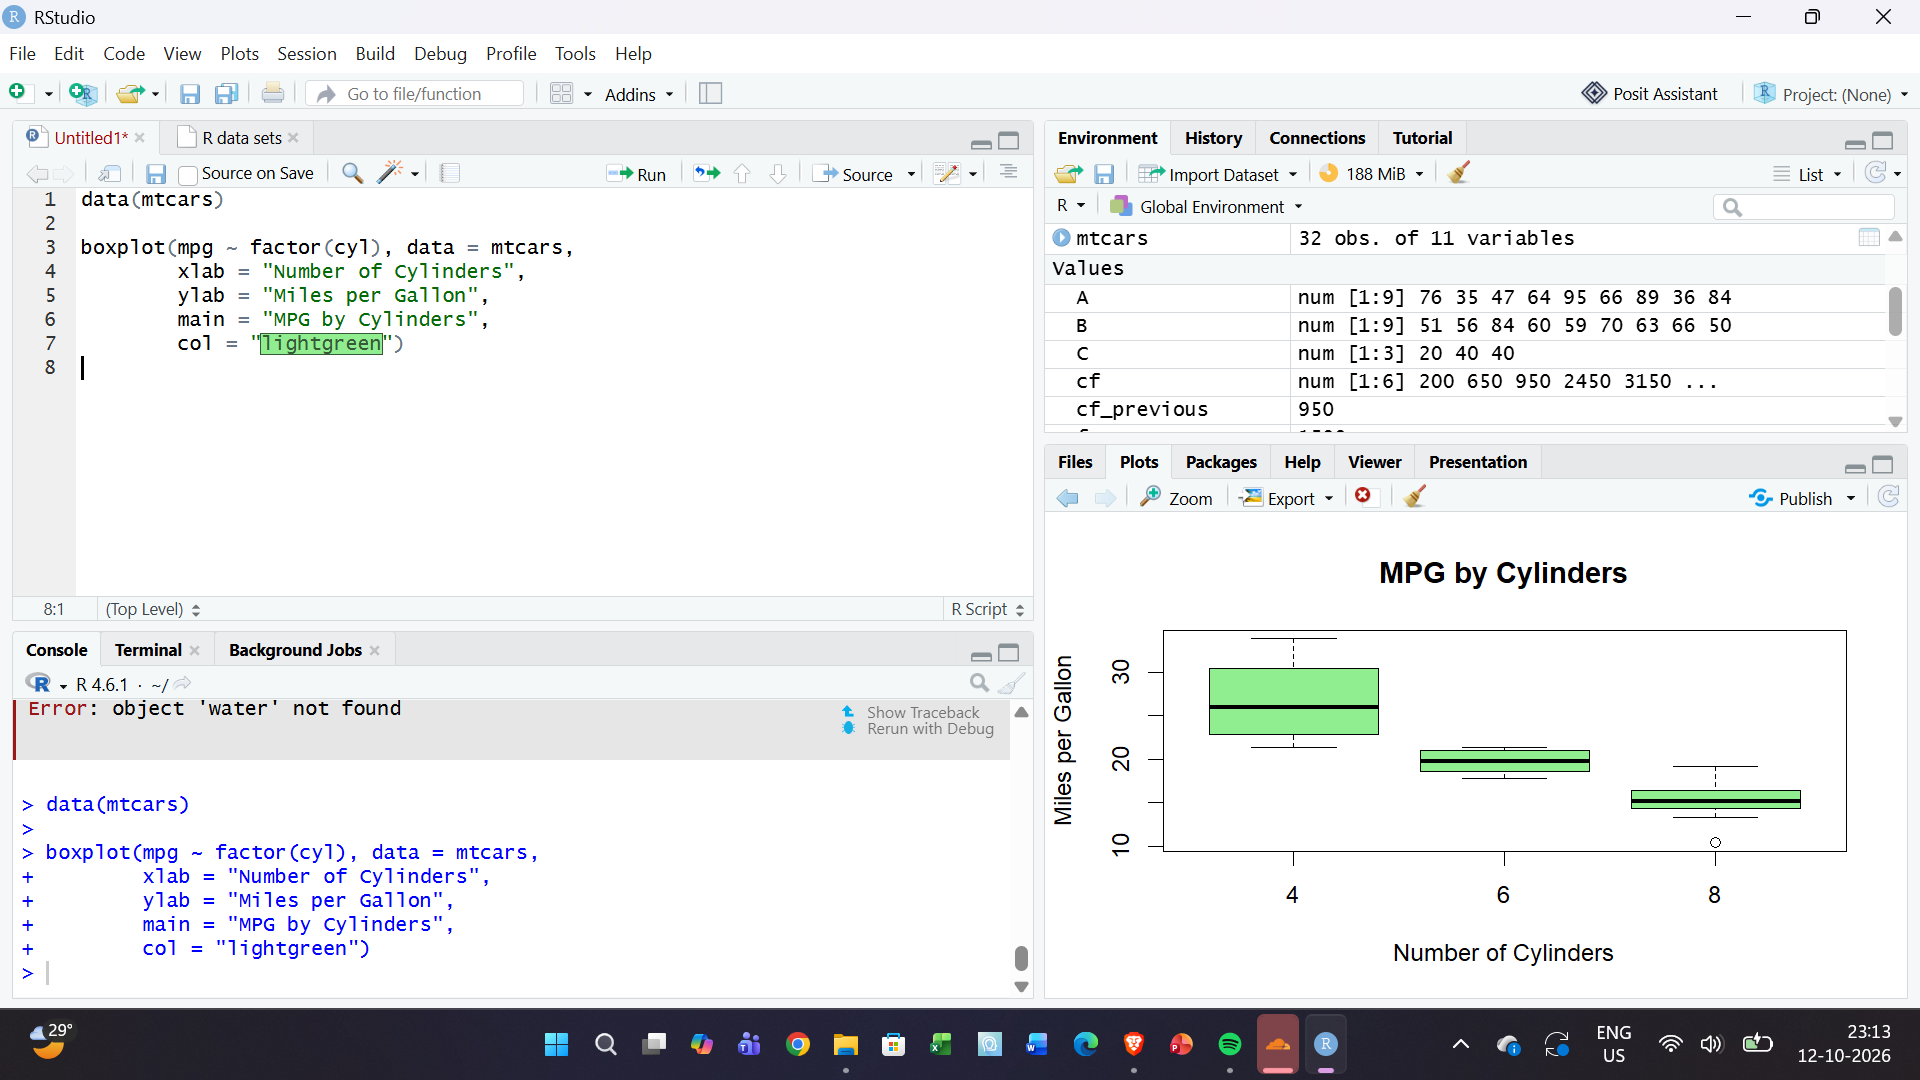 RStudio
File Edit Code View Plots Session Build Debug Profile Tools Help
Go to file/function Addins Posit Assistant Project: (None)
Untitled1* R data sets
Source on Save Run Source
1 data(mtcars)
2
3 boxplot(mpg ~ factor(cyl), data = mtcars,
4 xlab = "Number of Cylinders",
5 ylab = "Miles per Gallon",
6 main = "MPG by Cylinders",
7 col = "lightgreen")
8
8:1 (Top Level) R Script
Console Terminal Background Jobs
R 4.6.1 · ~/
Error: object 'water' not found
Show Traceback
Rerun with Debug
> data(mtcars)
>
> boxplot(mpg ~ factor(cyl), data = mtcars,
+ xlab = "Number of Cylinders",
+ ylab = "Miles per Gallon",
+ main = "MPG by Cylinders",
+ col = "lightgreen")
>
Environment History Connections Tutorial
Import Dataset 188 MiB List
R Global Environment
mtcars 32 obs. of 11 variables
Values
A num [1:9] 76 35 47 64 95 66 89 36 84
B num [1:9] 51 56 84 60 59 70 63 66 50
C num [1:3] 20 40 40
cf num [1:6] 200 650 950 2450 3150 ...
cf_previous 950
Files Plots Packages Help Viewer Presentation
Zoom Export Publish
MPG by Cylinders
Miles per Gallon
30
20
10
4 6 8
Number of Cylinders
29°
ENG
US
23:13
12-10-2026